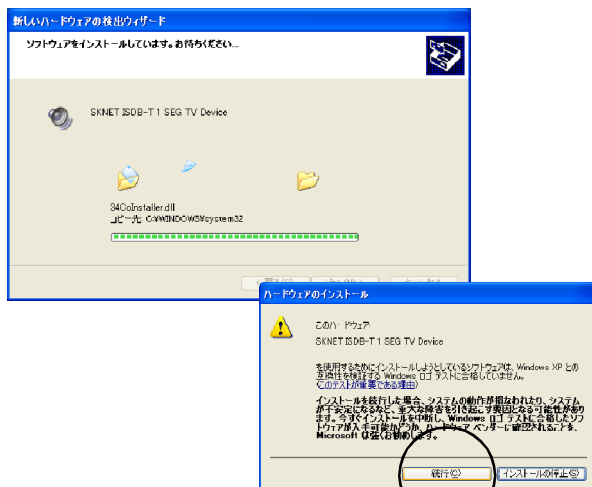 新しいハードウェアの検出ウィザード
ソフトウェアをインストールしています。お待ちください...
SKNET ISDB-T 1 SEG TV Device
34CoInstaller.dll
コピー先: C:¥WINDOWS¥system32
ハードウェアのインストール
このハードウェア:
SKNET ISDB-T 1 SEG TV Device
を使用するためにインストールしようとしているソフトウェアは、Windows XP との
互換性を検証する Windows ロゴ テストに合格していません。
(このテストが重要である理由)
インストールを続行した場合、システムの動作が損なわれたり、システム
が不安定になるなど、重大な障害を引き起こす要因となる可能性があり
ます。今すぐインストールを中断し、Windows ロゴ テストに合格したソフ
トウェアが入手可能かどうか、ハードウェア ベンダーに確認されることを、
Microsoft は強くお勧めします。
続行(C) インストールの停止(S)